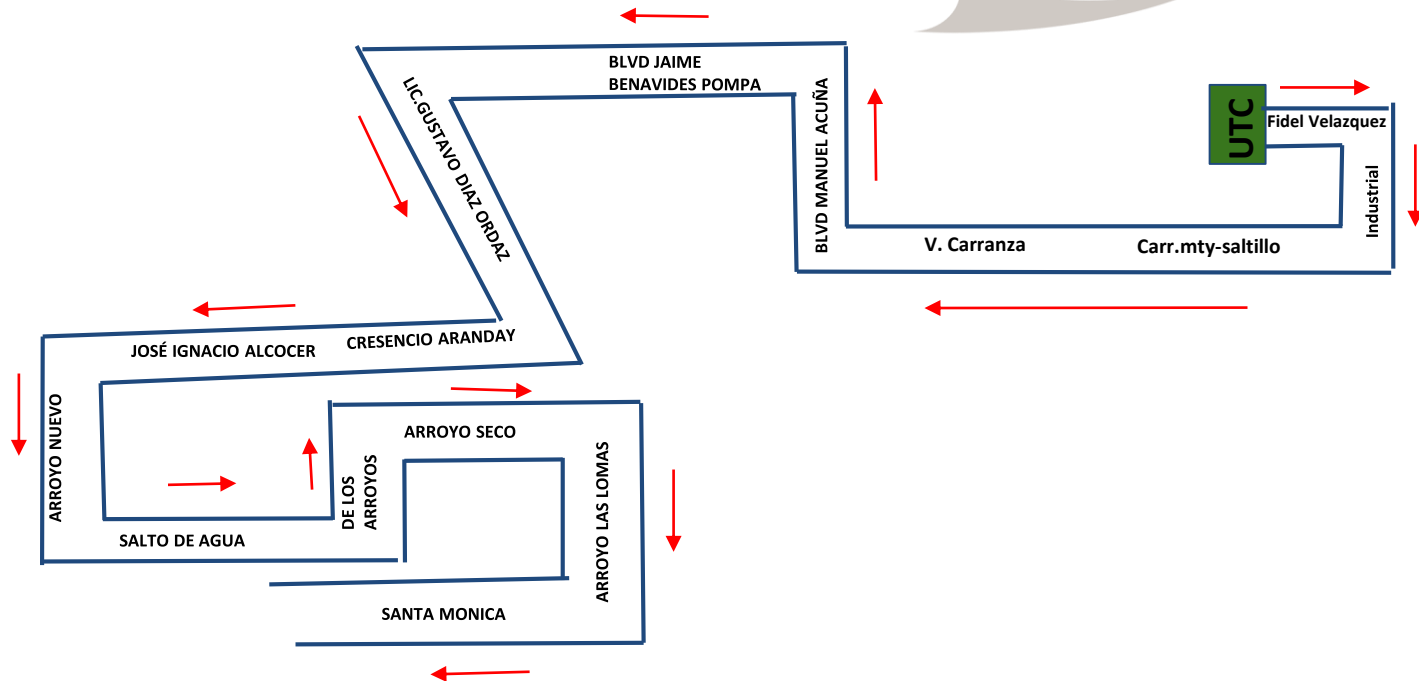 BLVD JAIME
BENAVIDES POMPA
LIC.GUSTAVO DIAZ ORDAZ
BLVD MANUEL ACUÑA
UTC
Fidel Velazquez
Industrial
V. Carranza
Carr.mty-saltillo
CRESENCIO ARANDAY
JOSÉ IGNACIO ALCOCER
ARROYO NUEVO
SALTO DE AGUA
DE LOS
ARROYOS
ARROYO SECO
ARROYO LAS LOMAS
SANTA MONICA